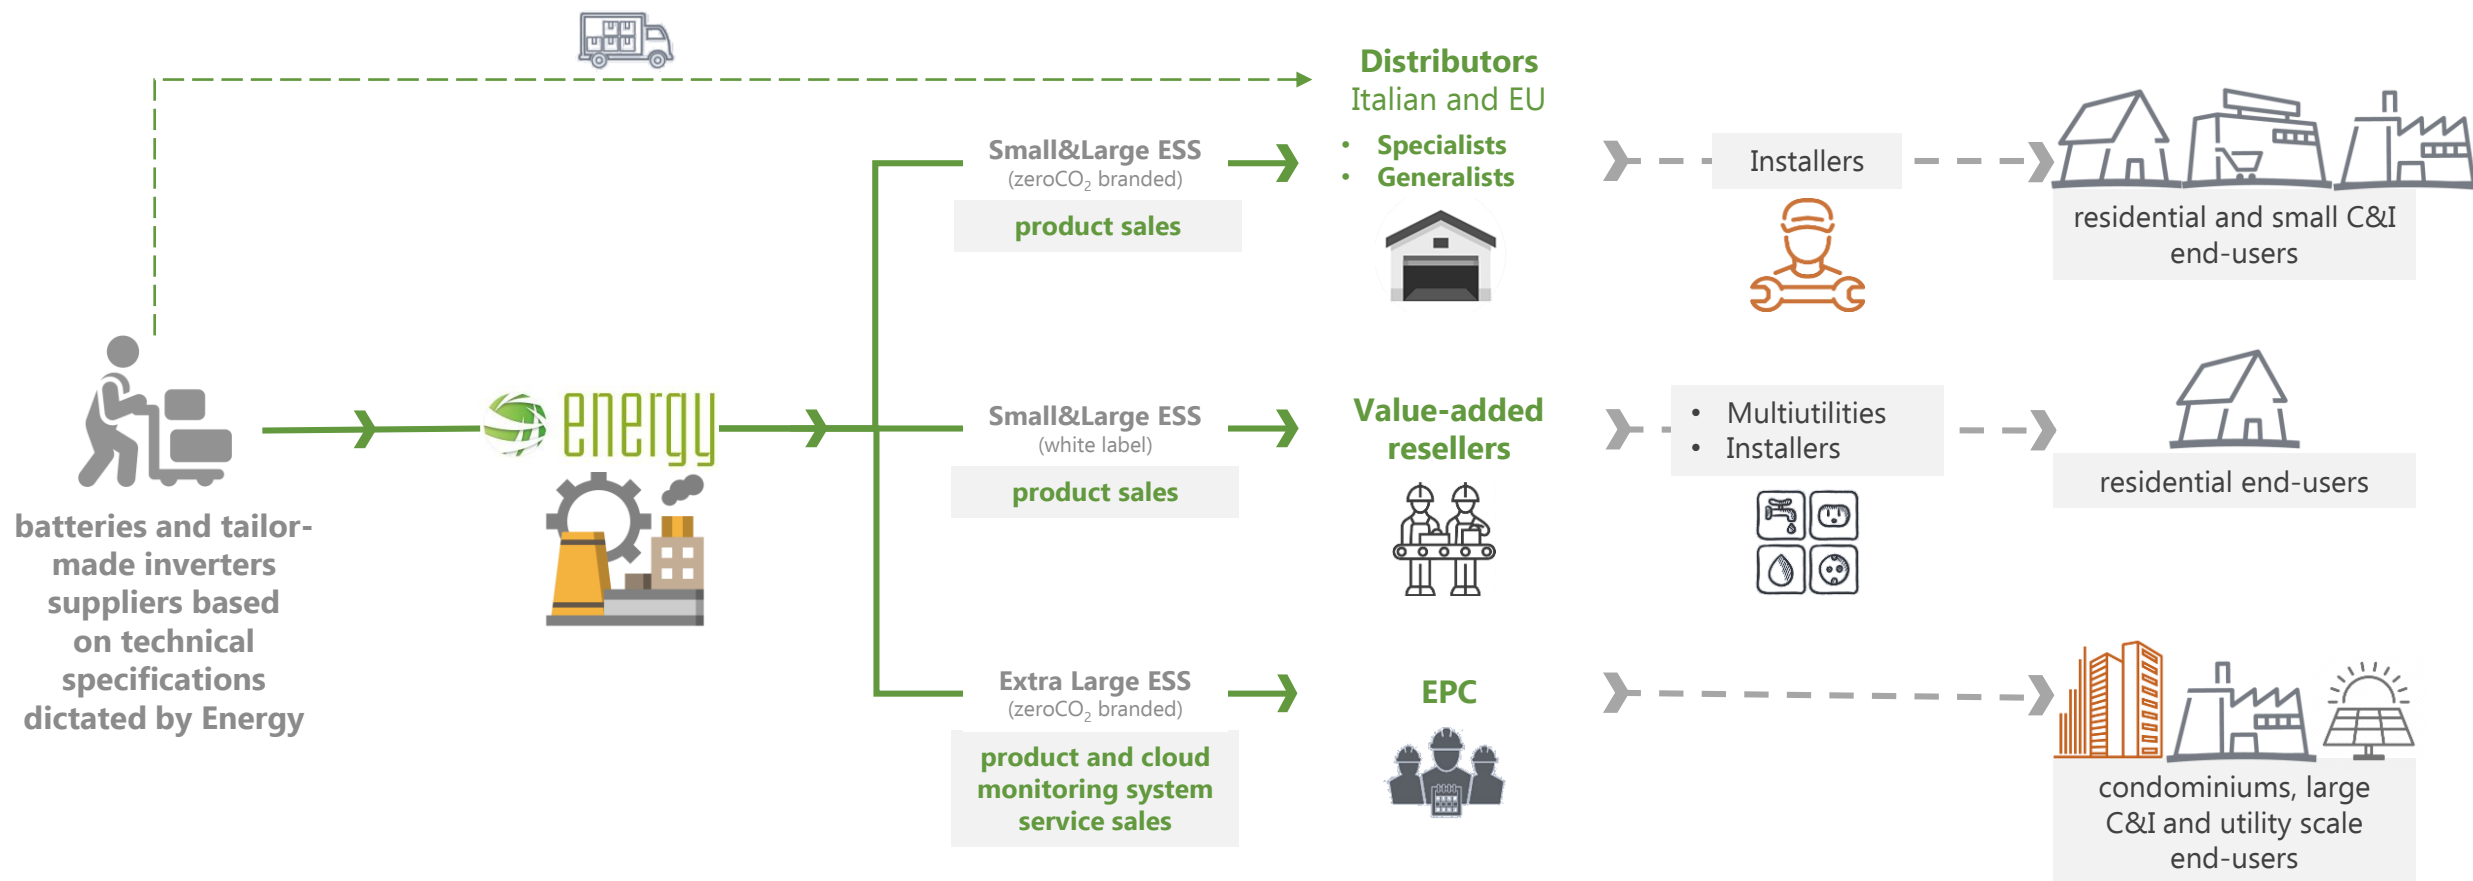 Distributors
Italian and EU
• Specialists
• Generalists
Small&Large ESS
(zeroCO₂ branded)
product sales
Installers
residential and small C&I
end-users
batteries and tailor-
made inverters
suppliers based
on technical
specifications
dictated by Energy
energy
Small&Large ESS
(white label)
product sales
Value-added
resellers
• Multiutilities
• Installers
residential end-users
Extra Large ESS
(zeroCO₂ branded)
product and cloud
monitoring system
service sales
EPC
condominiums, large
C&I and utility scale
end-users